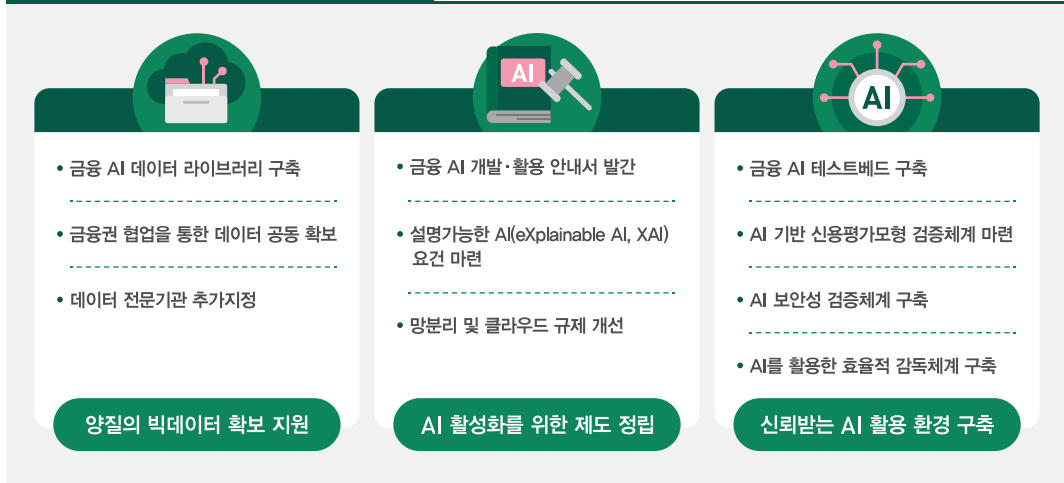 • 금융 AI 데이터 라이브러리 구축
• 금융권 협업을 통한 데이터 공동 확보
• 데이터 전문기관 추가지정
양질의 빅데이터 확보 지원
AI
• 금융 AI 개발·활용 안내서 발간
• 설명가능한 AI(eXplainable AI, XAI)
요건 마련
• 망분리 및 클라우드 규제 개선
AI 활성화를 위한 제도 정립
AI
• 금융 AI 테스트베드 구축
• AI 기반 신용평가모형 검증체계 마련
• AI 보안성 검증체계 구축
• AI를 활용한 효율적 감독체계 구축
신뢰받는 AI 활용 환경 구축